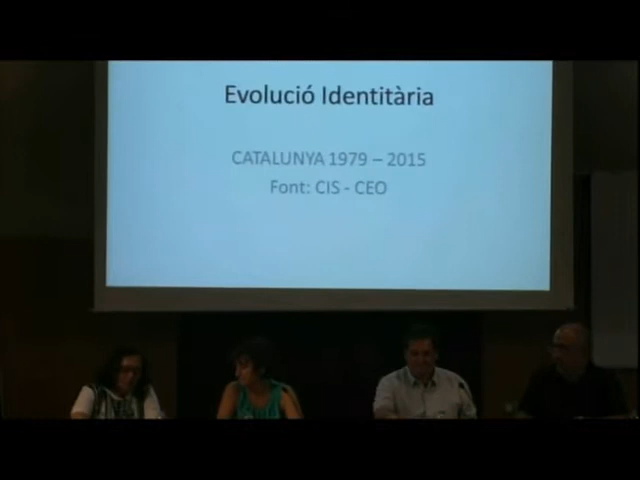 Evolució Identitària
CATALUNYA 1979 – 2015
Font: CIS - CEO